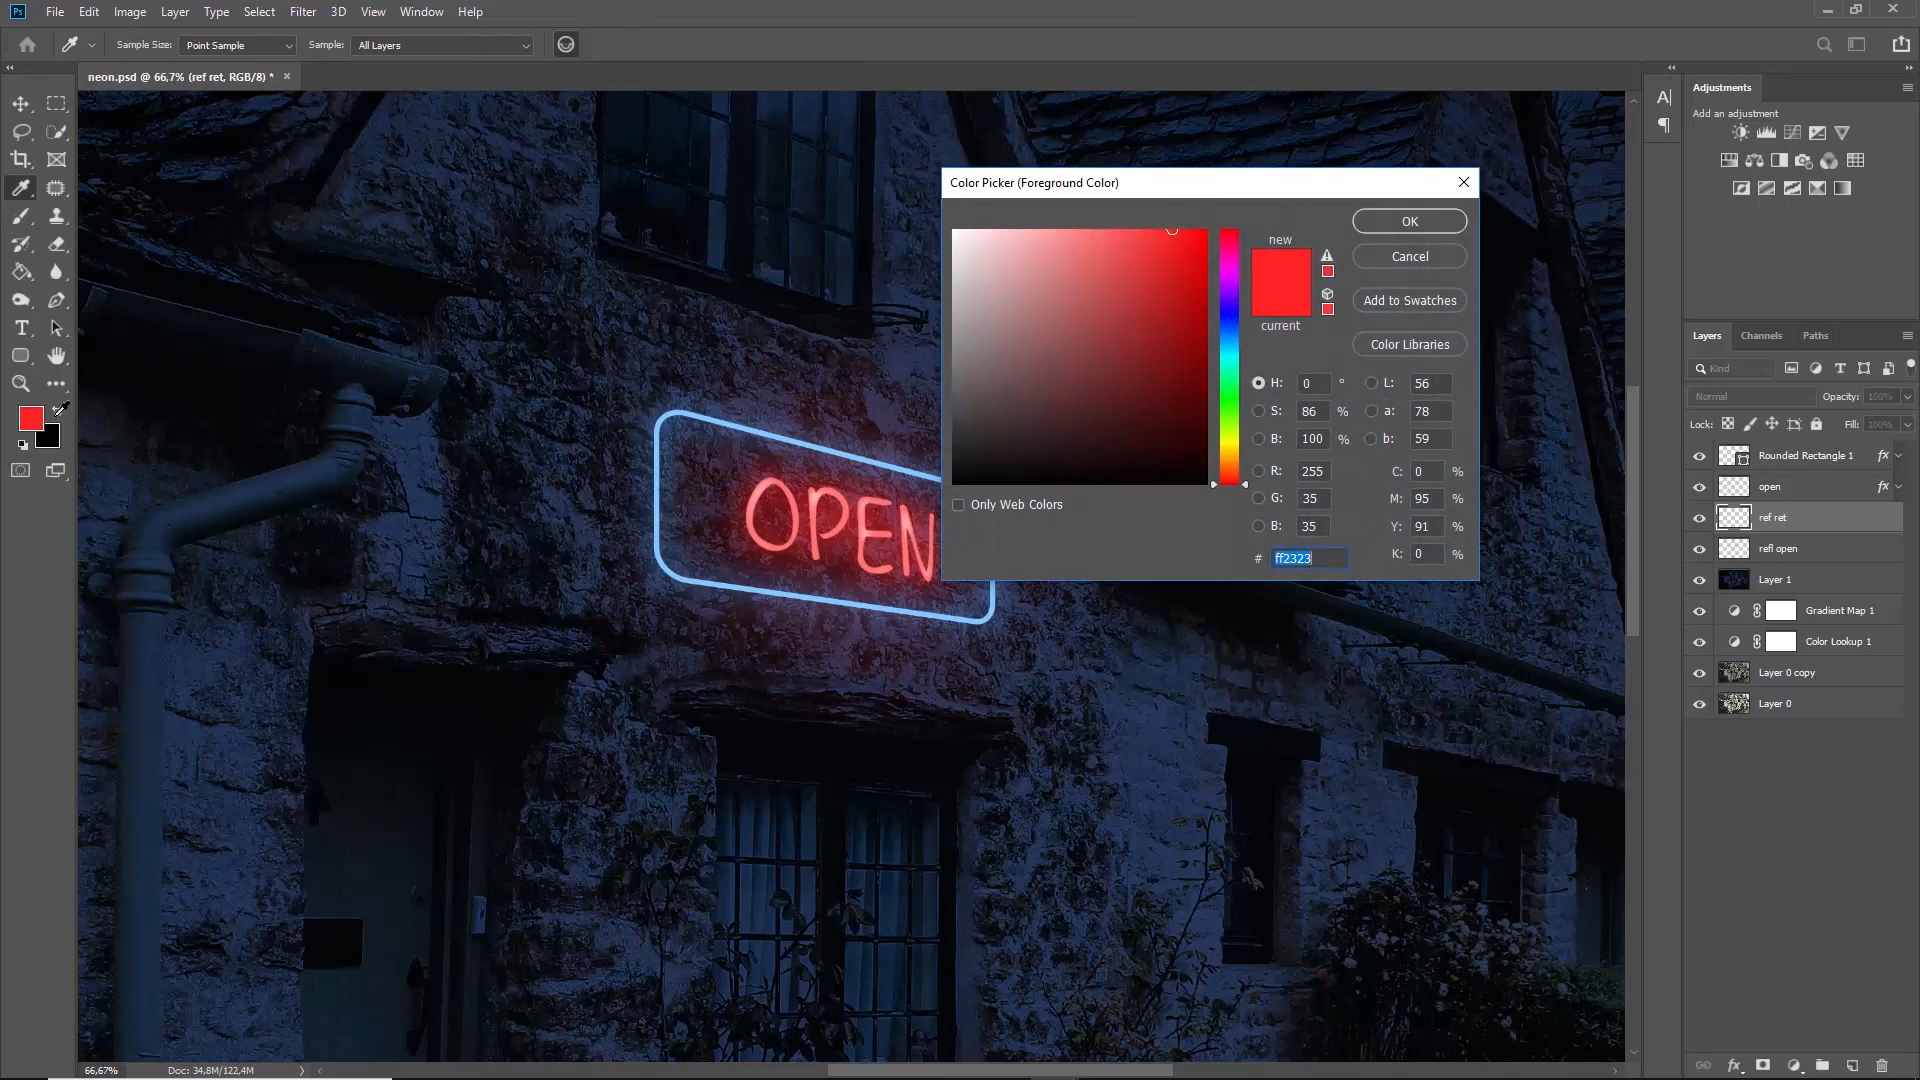 Ps File Edit Image Layer Type Select Filter 3D View Window Help
Sample Size: Point Sample Sample: All Layers
neon.psd @ 66,7% (ref ret, RGB/8) * ×
OPEN
Color Picker (Foreground Color)
new
current
OK
Cancel
Add to Swatches
Color Libraries
H: 0 ° L: 56
S: 86 % a: 78
B: 100 % b: 59
R: 255 C: 0 %
G: 35 M: 95 %
B: 35 Y: 91 %
# ff2323 K: 0 %
Only Web Colors
Adjustments
Add an adjustment
Layers Channels Paths
Kind
Normal Opacity: 100%
Lock: Fill: 100%
Rounded Rectangle 1 fx
open fx
ref ret
refl open
Layer 1
Gradient Map 1
Color Lookup 1
Layer 0 copy
Layer 0
fx
66,67% Doc: 34,8M/122,4M